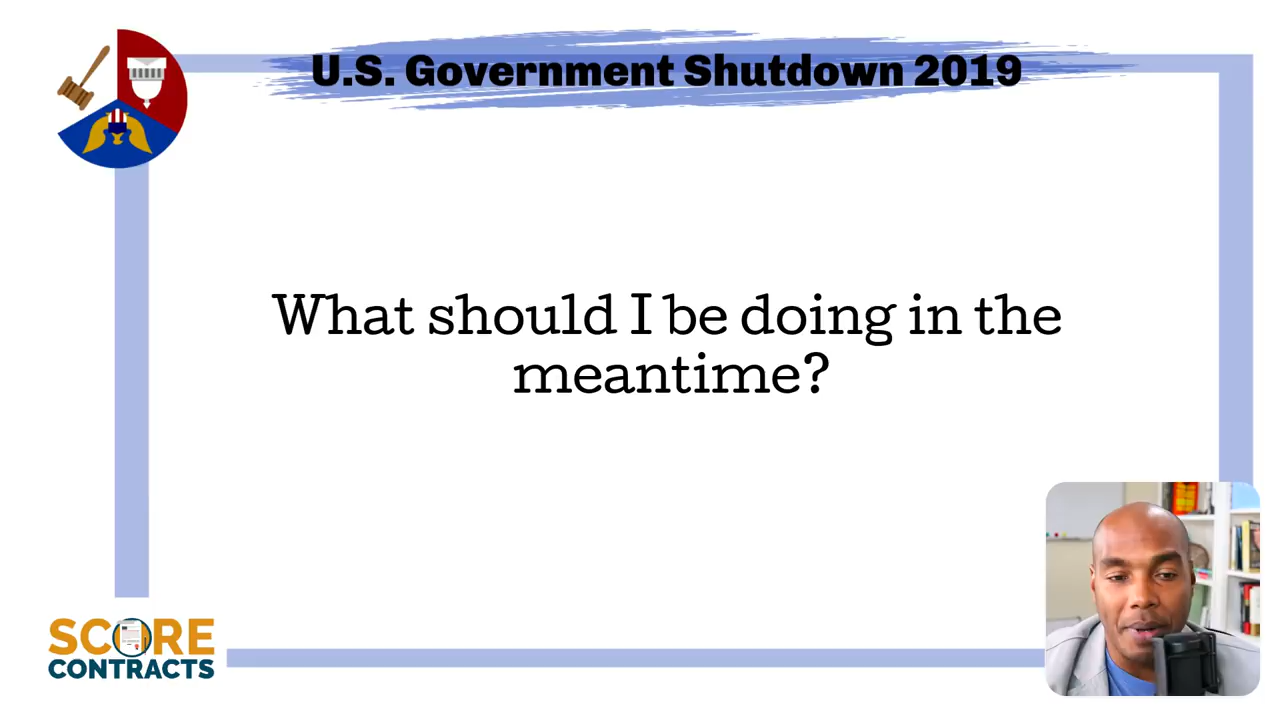 U.S. Government Shutdown 2019
What should I be doing in the
meantime?
SCORE
CONTRACTS